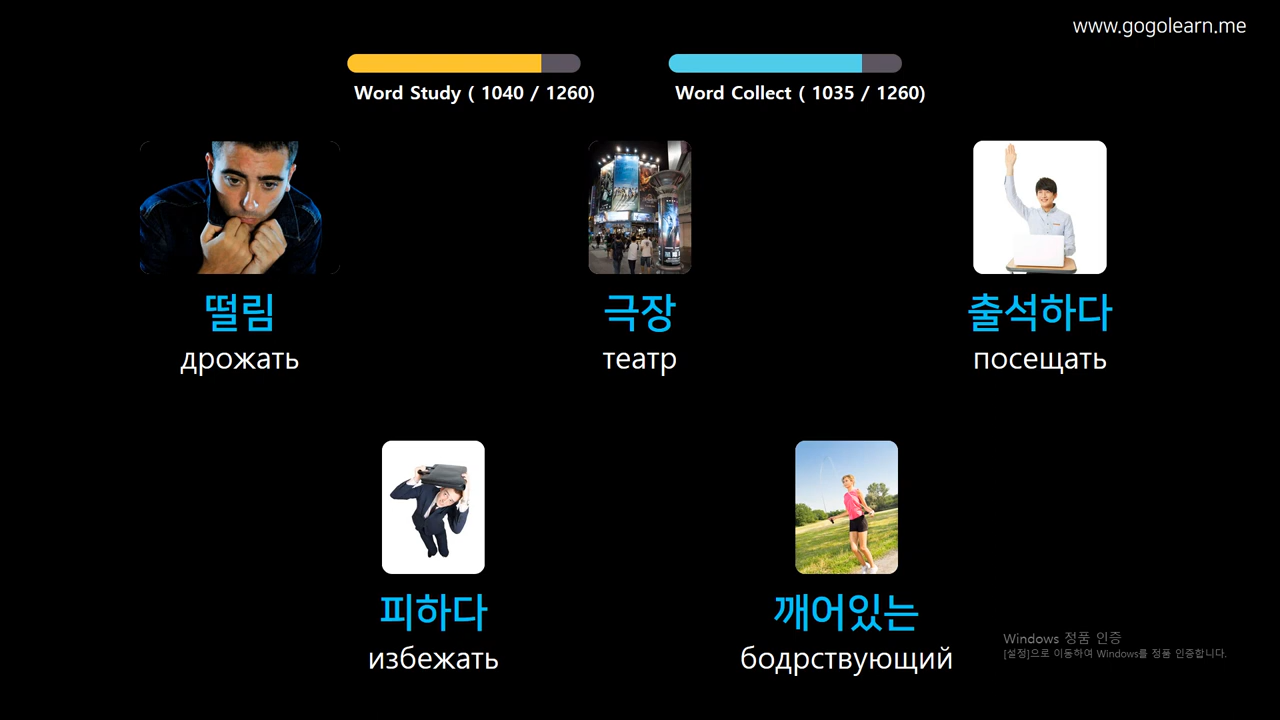 www.gogolearn.me
Word Study ( 1040 / 1260)
Word Collect ( 1035 / 1260)
떨림
дрожать
극장
театр
출석하다
посещать
피하다
избежать
깨어있는
бодрствующий
Windows 정품 인증
[설정]으로 이동하여 Windows를 정품 인증합니다.